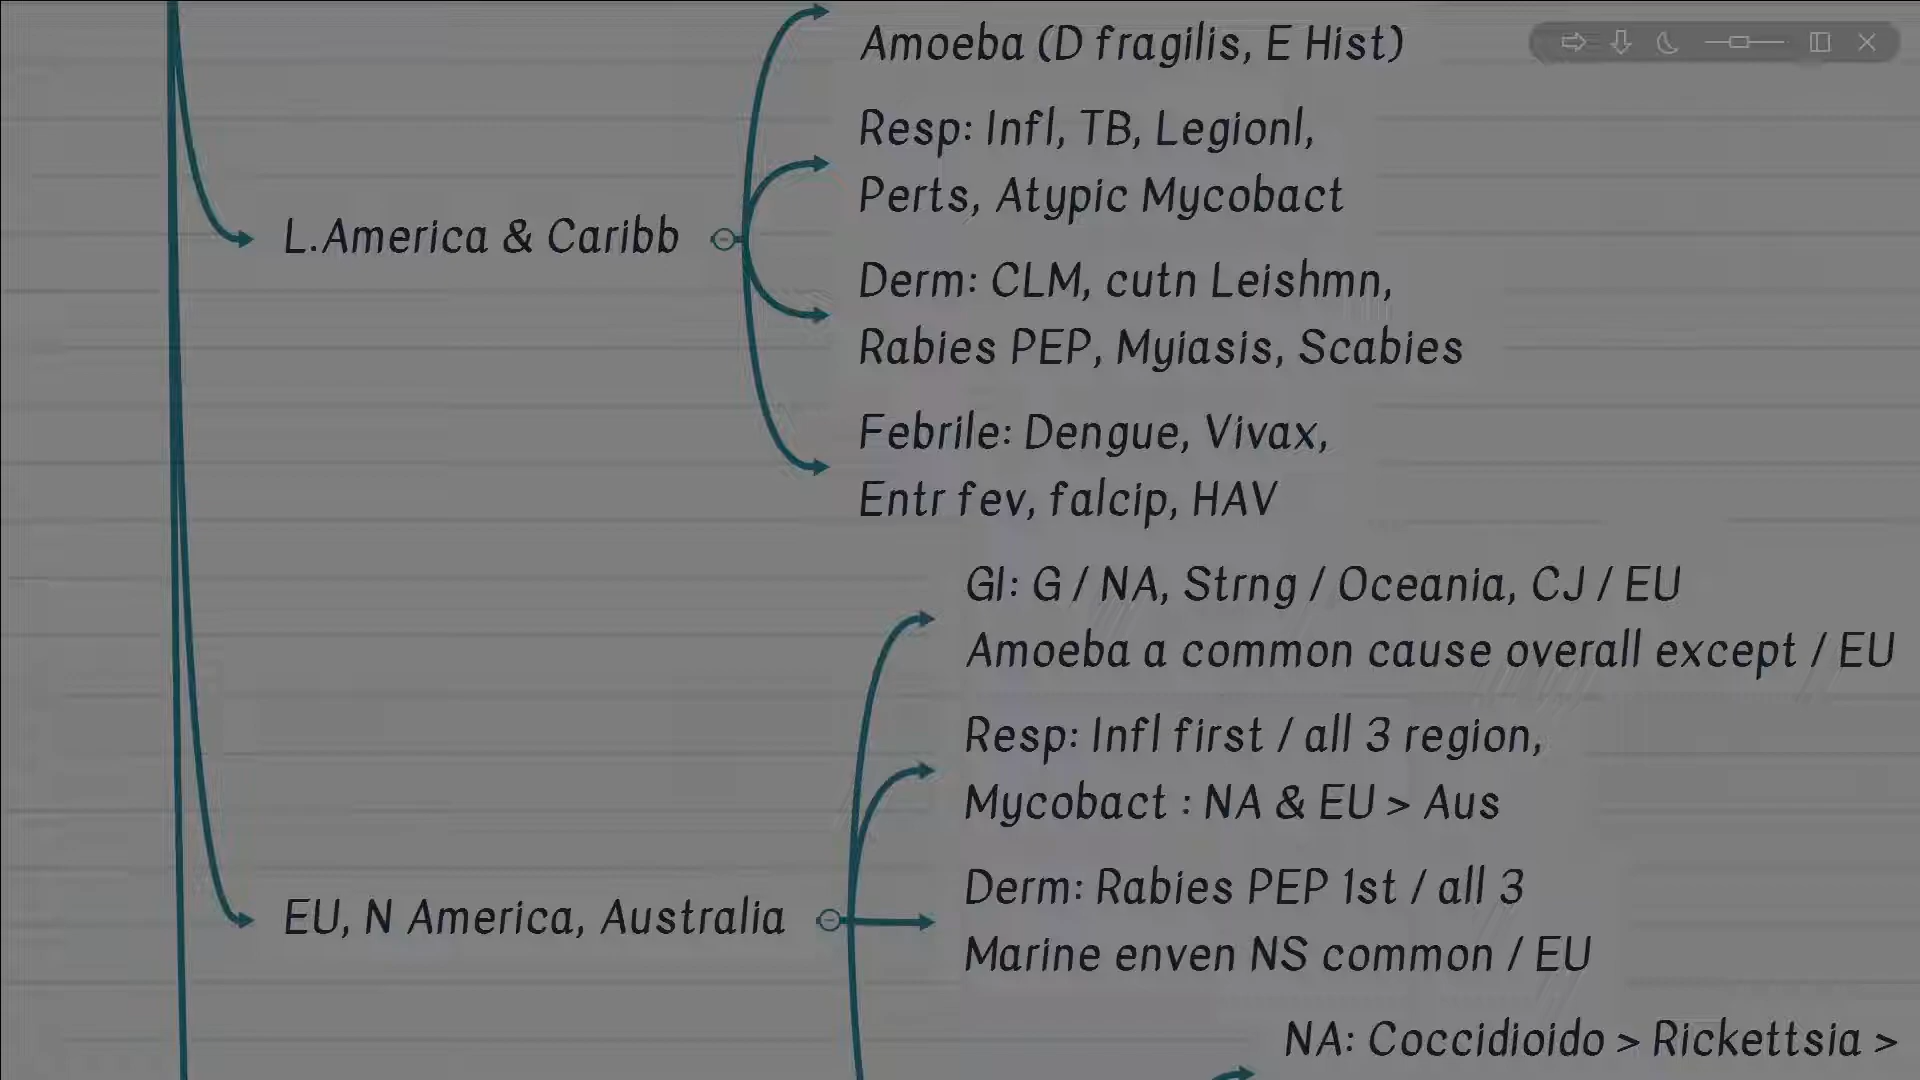 Amoeba (D fragilis, E Hist)
Resp: Infl, TB, Legionl,
Perts, Atypic Mycobact
L.America & Caribb
Derm: CLM, cutn Leishmn,
Rabies PEP, Myiasis, Scabies
Febrile: Dengue, Vivax,
Entr fev, falcip, HAV
GI: G / NA, Strng / Oceania, CJ / EU
Amoeba a common cause overall except / EU
Resp: Infl first / all 3 region,
Mycobact : NA & EU > Aus
EU, N America, Australia
Derm: Rabies PEP 1st / all 3
Marine enven NS common / EU
NA: Coccidioido > Rickettsia >